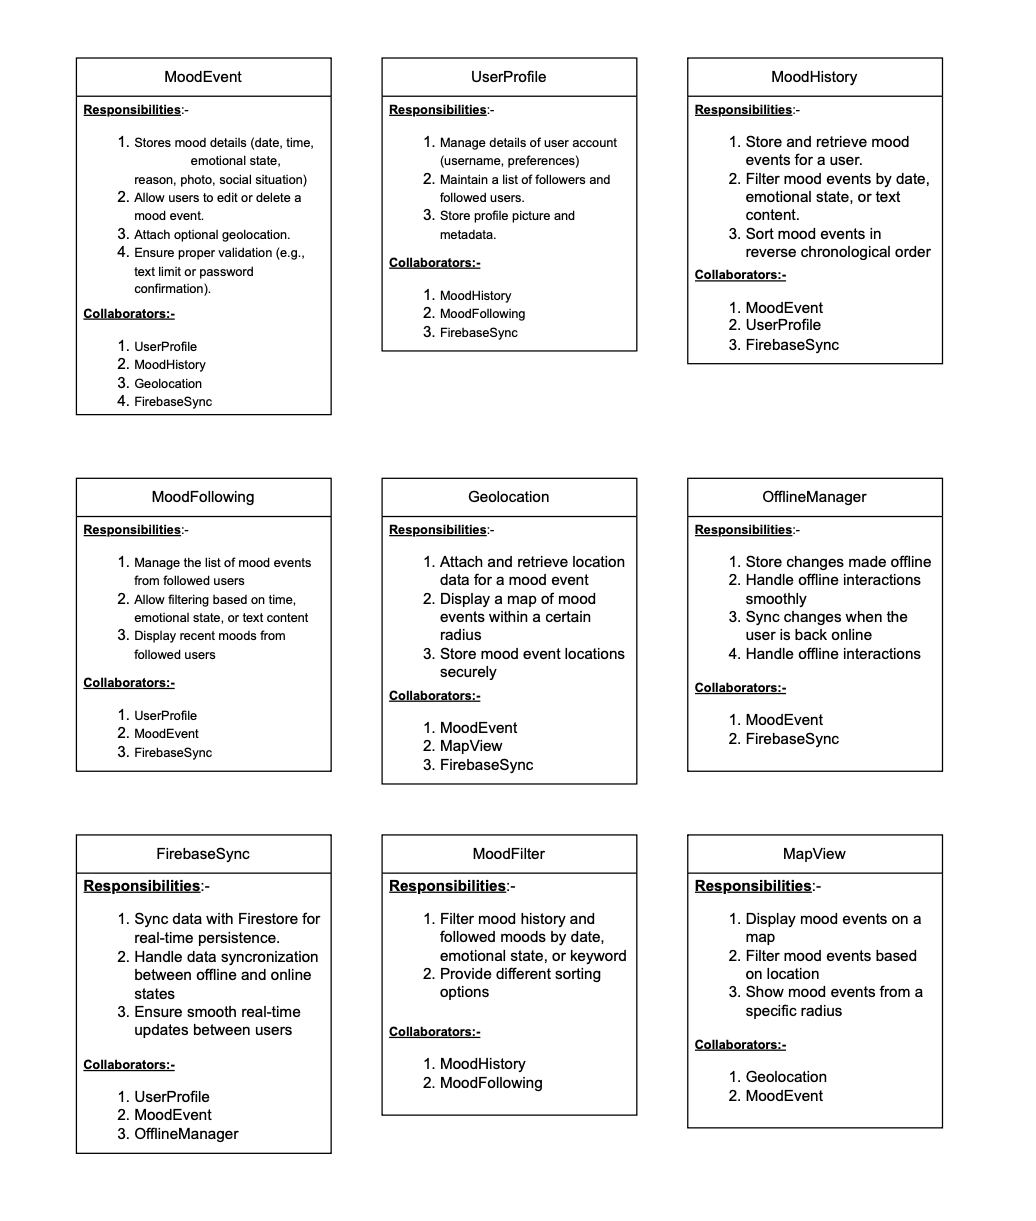 MoodEvent
Responsibilities:-
1. Stores mood details (date, time,
emotional state,
reason, photo, social situation)
2. Allow users to edit or delete a
mood event.
3. Attach optional geolocation.
4. Ensure proper validation (e.g.,
text limit or password
confirmation).
Collaborators:-
1. UserProfile
2. MoodHistory
3. Geolocation
4. FirebaseSync
UserProfile
Responsibilities:-
1. Manage details of user account
(username, preferences)
2. Maintain a list of followers and
followed users.
3. Store profile picture and
metadata.
Collaborators:-
1. MoodHistory
2. MoodFollowing
3. FirebaseSync
MoodHistory
Responsibilities:-
1. Store and retrieve mood
events for a user.
2. Filter mood events by date,
emotional state, or text
content.
3. Sort mood events in
reverse chronological order
Collaborators:-
1. MoodEvent
2. UserProfile
3. FirebaseSync
MoodFollowing
Responsibilities:-
1. Manage the list of mood events
from followed users
2. Allow filtering based on time,
emotional state, or text content
3. Display recent moods from
followed users
Collaborators:-
1. UserProfile
2. MoodEvent
3. FirebaseSync
Geolocation
Responsibilities:-
1. Attach and retrieve location
data for a mood event
2. Display a map of mood
events within a certain
radius
3. Store mood event locations
securely
Collaborators:-
1. MoodEvent
2. MapView
3. FirebaseSync
OfflineManager
Responsibilities:-
1. Store changes made offline
2. Handle offline interactions
smoothly
3. Sync changes when the
user is back online
4. Handle offline interactions
Collaborators:-
1. MoodEvent
2. FirebaseSync
FirebaseSync
Responsibilities:-
1. Sync data with Firestore for
real-time persistence.
2. Handle data syncronization
between offline and online
states
3. Ensure smooth real-time
updates between users
Collaborators:-
1. UserProfile
2. MoodEvent
3. OfflineManager
MoodFilter
Responsibilities:-
1. Filter mood history and
followed moods by date,
emotional state, or keyword
2. Provide different sorting
options
Collaborators:-
1. MoodHistory
2. MoodFollowing
MapView
Responsibilities:-
1. Display mood events on a
map
2. Filter mood events based
on location
3. Show mood events from a
specific radius
Collaborators:-
1. Geolocation
2. MoodEvent